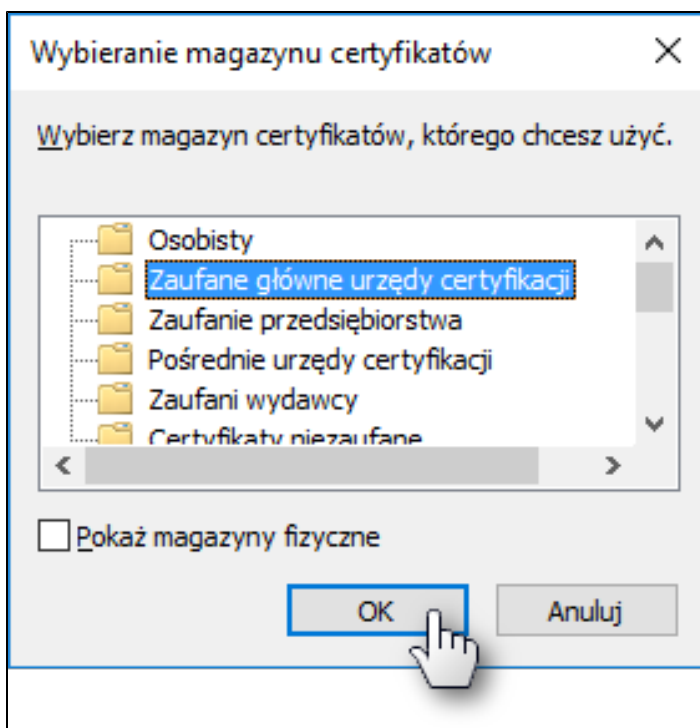 Wybieranie magazynu certyfikatów
Wybierz magazyn certyfikatów, którego chcesz użyć.
Osobisty
Zaufane główne urzędy certyfikacji
Zaufanie przedsiębiorstwa
Pośrednie urzędy certyfikacji
Zaufani wydawcy
Certyfikaty niezaufane
Pokaż magazyny fizyczne
OK
Anuluj